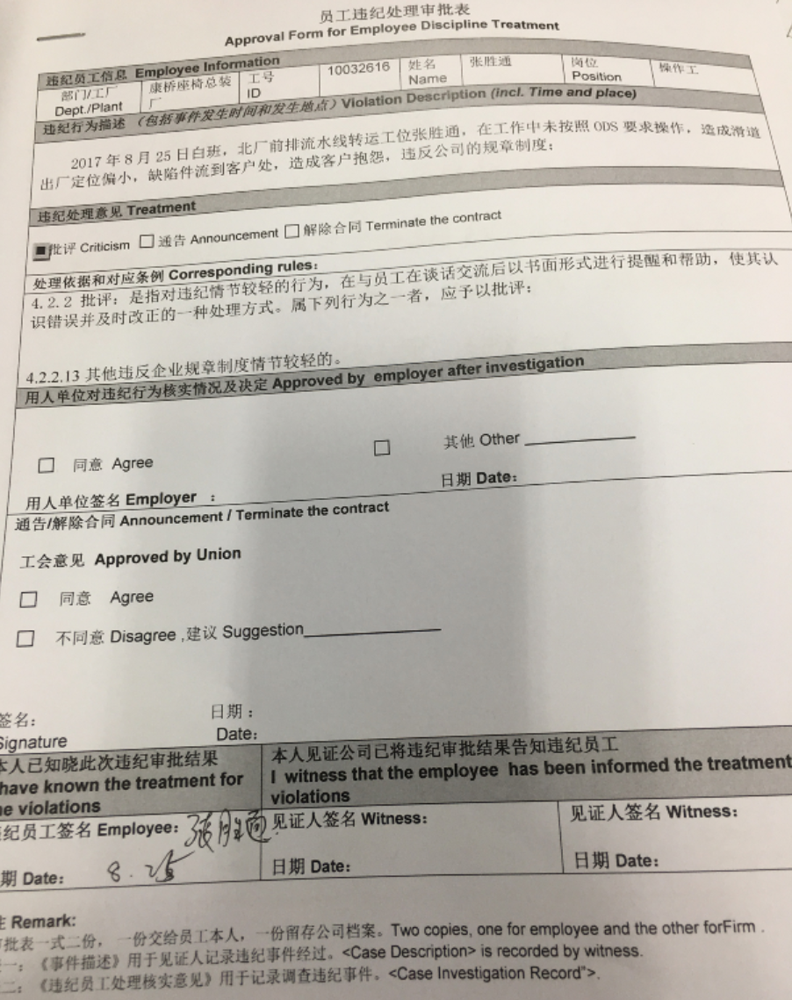 员工违纪处理审批表
Approval Form for Employee Discipline Treatment
违纪员工信息 Employee Information
部门/工厂 康桥座椅总装 工号 10032616 姓名 张胜通 岗位 操作工
Dept./Plant 厂 ID Name Position
违纪行为描述 (包括事件发生时间和发生地点) Violation Description (incl. Time and place)
2017 年 8 月 25 日白班，北厂前排流水线转运工位张胜通，在工作中未按照 ODS 要求操作，造成滑道
出厂定位偏小，缺陷件流到客户处，造成客户抱怨，违反公司的规章制度；
违纪处理意见 Treatment
■批评 Criticism □ 通告 Announcement □ 解除合同 Terminate the contract
处理依据和对应条例 Corresponding rules:
4.2.2 批评：是指对违纪情节较轻的行为，在与员工在谈话交流后以书面形式进行提醒和帮助，使其认
识错误并及时改正的一种处理方式。属下列行为之一者，应予以批评：
4.2.2.13 其他违反企业规章制度情节较轻的。
用人单位对违纪行为核实情况及决定 Approved by employer after investigation
□ 同意 Agree □ 其他 Other ________
用人单位签名 Employer : 日期 Date:
通告/解除合同 Announcement / Terminate the contract
工会意见 Approved by Union
□ 同意 Agree
□ 不同意 Disagree ,建议 Suggestion________
签名: 日期:
Signature Date:
本人已知晓此次违纪审批结果 本人见证公司已将违纪审批结果告知违纪员工
have known the treatment for I witness that the employee has been informed the treatment
violations violations
纪员工签名 Employee: 张胜通 见证人签名 Witness: 见证人签名 Witness:
期 Date: 8.25 日期 Date: 日期 Date:
Remark:
批表一式二份， 一份交给员工本人，一份留存公司档案。Two copies, one for employee and the other forFirm .
一：《事件描述》用于见证人记录违纪事件经过。<Case Description> is recorded by witness.
二：《违纪员工处理核实意见》用于记录调查违纪事件。<Case Investigation Record">.